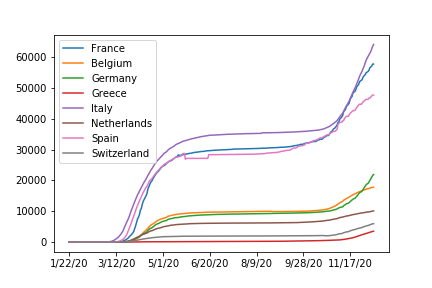 60000
50000
40000
30000
20000
10000
0
France
Belgium
Germany
Greece
Italy
Netherlands
Spain
Switzerland
1/22/20 3/12/20 5/1/20 6/20/20 8/9/20 9/28/20 11/17/20